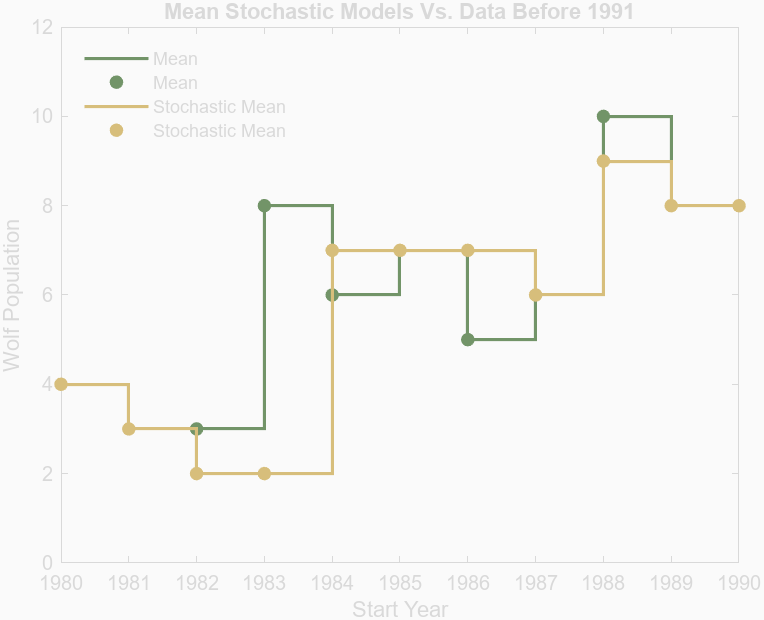 Mean Stochastic Models Vs. Data Before 1991
12
10
8
6
4
2
0
Mean
Mean
Stochastic Mean
Stochastic Mean
Wolf Population
1980 1981 1982 1983 1984 1985 1986 1987 1988 1989 1990
Start Year